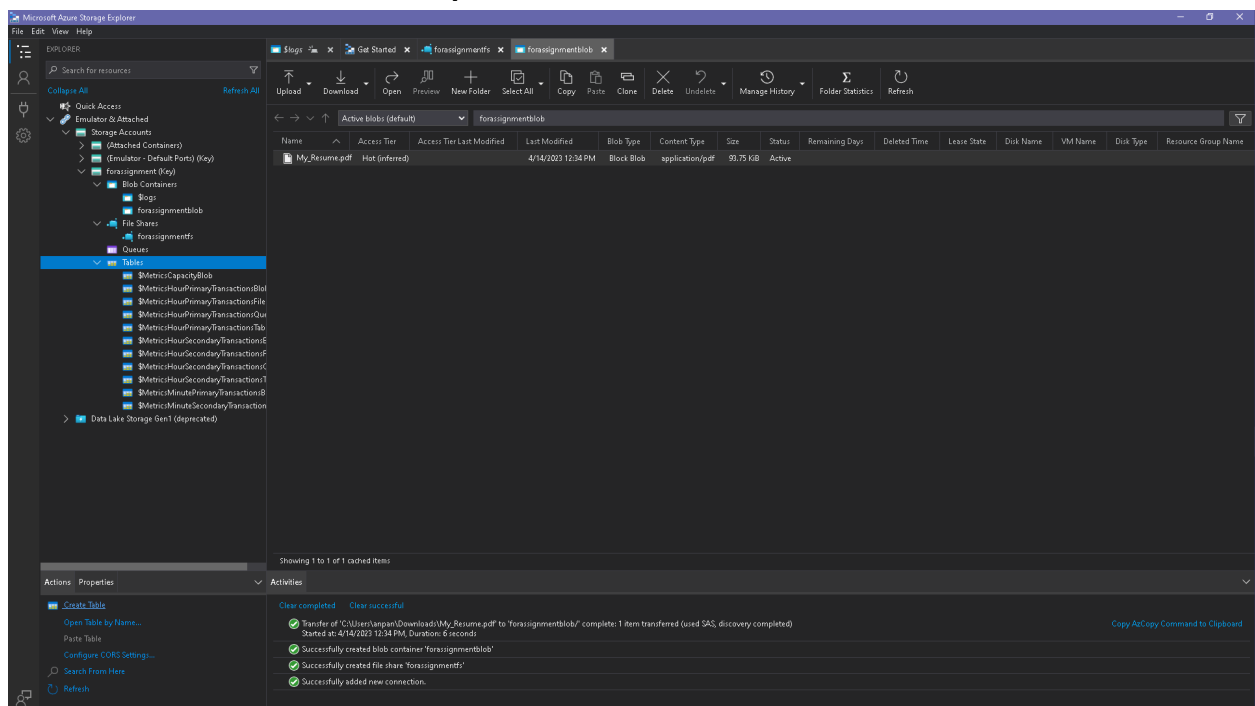 Microsoft Azure Storage Explorer
File Edit View Help
EXPLORER
Search for resources
Collapse All Refresh All
Quick Access
Emulator & Attached
Storage Accounts
(Attached Containers)
(Emulator - Default Ports) (Key)
forassignment (Key)
Blob Containers
$logs
forassignmentblob
File Shares
forassignmentfs
Queues
Tables
$MetricsCapacityBlob
$MetricsHourPrimaryTransactionsBlol
$MetricsHourPrimaryTransactionsFile
$MetricsHourPrimaryTransactionsQue
$MetricsHourPrimaryTransactionsTab
$MetricsHourSecondaryTransactionsE
$MetricsHourSecondaryTransactionsF
$MetricsHourSecondaryTransactionsC
$MetricsHourSecondaryTransactionsT
$MetricsMinutePrimaryTransactionsB
$MetricsMinuteSecondaryTransaction
Data Lake Storage Gen1 (deprecated)
Actions Properties
Create Table
Open Table by Name...
Paste Table
Configure CORS Settings...
Search From Here
Refresh
$logs Get Started forassignmentfs forassignmentblob
Upload Download Open Preview New Folder Select All Copy Paste Clone Delete Undelete Manage History Folder Statistics Refresh
Active blobs (default) forassignmentblob
Name Access Tier Access Tier Last Modified Last Modified Blob Type Content Type Size Status Remaining Days Deleted Time Lease State Disk Name VM Name Disk Type Resource Group Name
My_Resume.pdf Hot (inferred) 4/14/2023 12:34 PM Block Blob application/pdf 93.75 KiB Active
Showing 1 to 1 of 1 cached items
Activities
Clear completed Clear successful
Transfer of 'C:\Users\anpan\Downloads\My_Resume.pdf' to 'forassignmentblob/' complete: 1 item transferred (used SAS, discovery completed) Copy AzCopy Command to Clipboard
Started at: 4/14/2023 12:34 PM, Duration: 6 seconds
Successfully created blob container 'forassignmentblob'
Successfully created file share 'forassignmentfs'
Successfully added new connection.